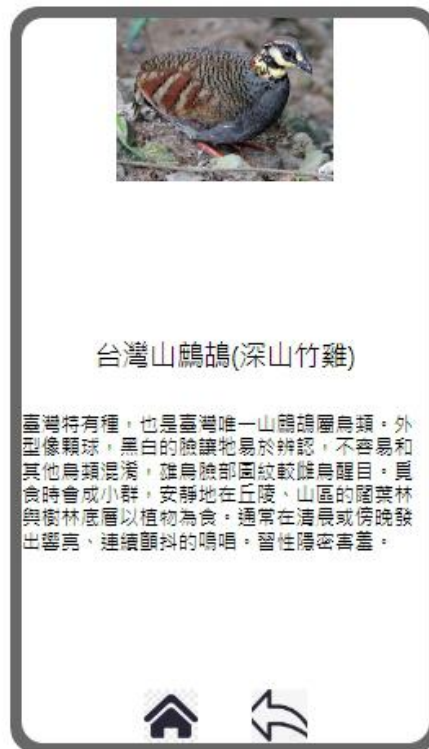 台灣山鷓鴣(深山竹雞)
臺灣特有種，也是臺灣唯一山鷓鴣屬鳥類。外
型像顆球，黑白的臉讓牠易於辨認，不容易和
其他鳥類混淆，雄鳥臉部圖紋較雌鳥醒目。覓
食時會成小群，安靜地在丘陵、山區的闊葉林
與樹林底層以植物為食。通常在清晨或傍晚發
出響亮、連續顫抖的鳴唱。習性隱密害羞。